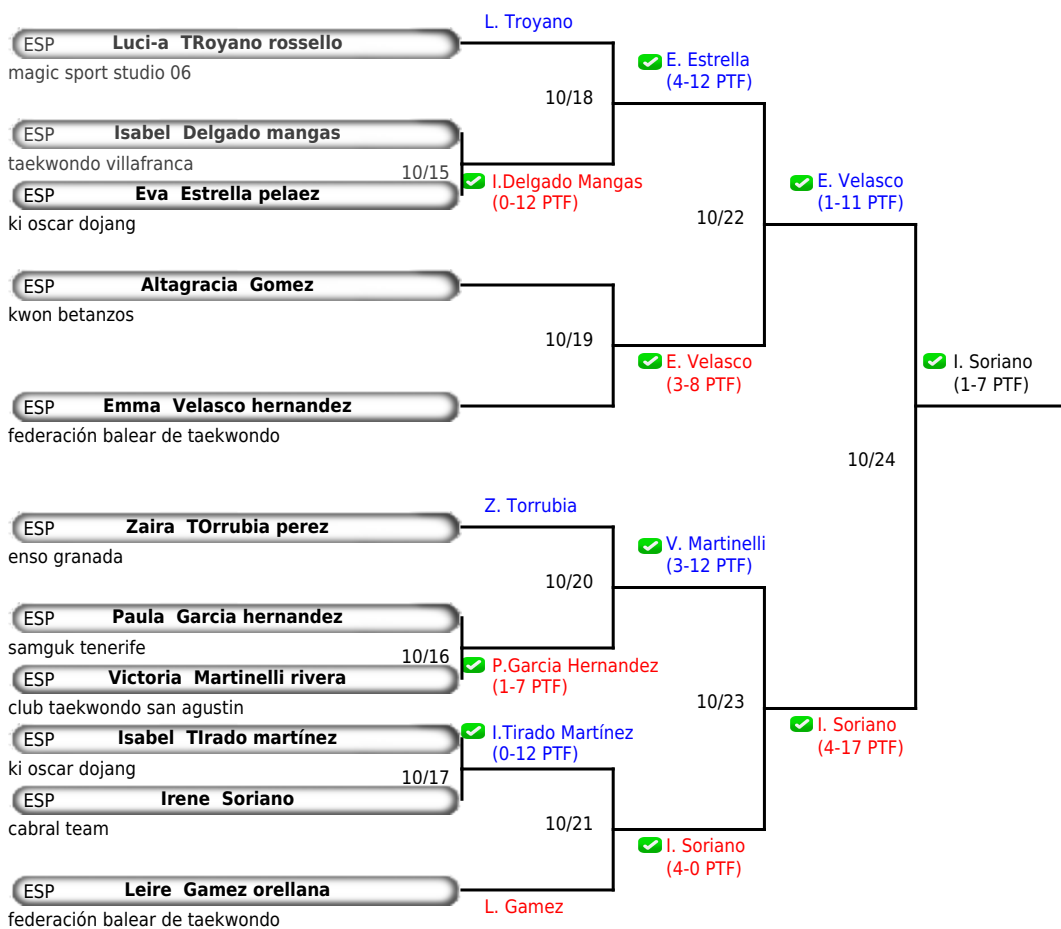 L. Troyano
ESP Luci-a TRoyano rossello
magic sport studio 06
E. Estrella
(4-12 PTF)
10/18
ESP Isabel Delgado mangas
taekwondo villafranca
10/15
I.Delgado Mangas
(0-12 PTF)
ESP Eva Estrella pelaez
ki oscar dojang
E. Velasco
(1-11 PTF)
10/22
ESP Altagracia Gomez
kwon betanzos
10/19
E. Velasco
(3-8 PTF)
I. Soriano
(1-7 PTF)
ESP Emma Velasco hernandez
federación balear de taekwondo
10/24
Z. Torrubia
ESP Zaira TOrrubia perez
enso granada
V. Martinelli
(3-12 PTF)
10/20
ESP Paula Garcia hernandez
samguk tenerife
10/16
P.Garcia Hernandez
(1-7 PTF)
ESP Victoria Martinelli rivera
club taekwondo san agustin
10/23
I. Soriano
(4-17 PTF)
ESP Isabel TIrado martínez
ki oscar dojang
I.Tirado Martínez
(0-12 PTF)
10/17
ESP Irene Soriano
cabral team
10/21
I. Soriano
(4-0 PTF)
ESP Leire Gamez orellana
federación balear de taekwondo
L. Gamez